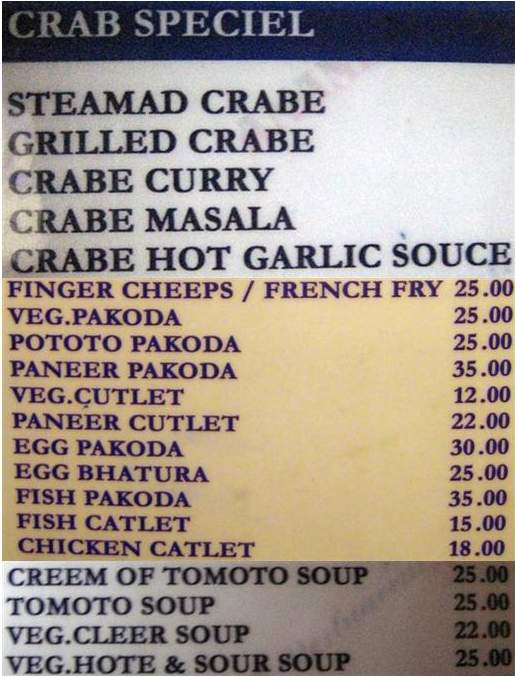 CRAB SPECIEL
STEAMAD CRABE
GRILLED CRABE
CRABE CURRY
CRABE MASALA
CRABE HOT GARLIC SOUCE
FINGER CHEEPS / FRENCH FRY 25.00
VEG.PAKODA 25.00
POTOTO PAKODA 25.00
PANEER PAKODA 35.00
VEG.CUTLET 12.00
PANEER CUTLET 22.00
EGG PAKODA 30.00
EGG BHATURA 25.00
FISH PAKODA 35.00
FISH CATLET 15.00
CHICKEN CATLET 18.00
CREEM OF TOMOTO SOUP 25.00
TOMOTO SOUP 25.00
VEG.CLEER SOUP 22.00
VEG.HOTE & SOUR SOUP 25.00